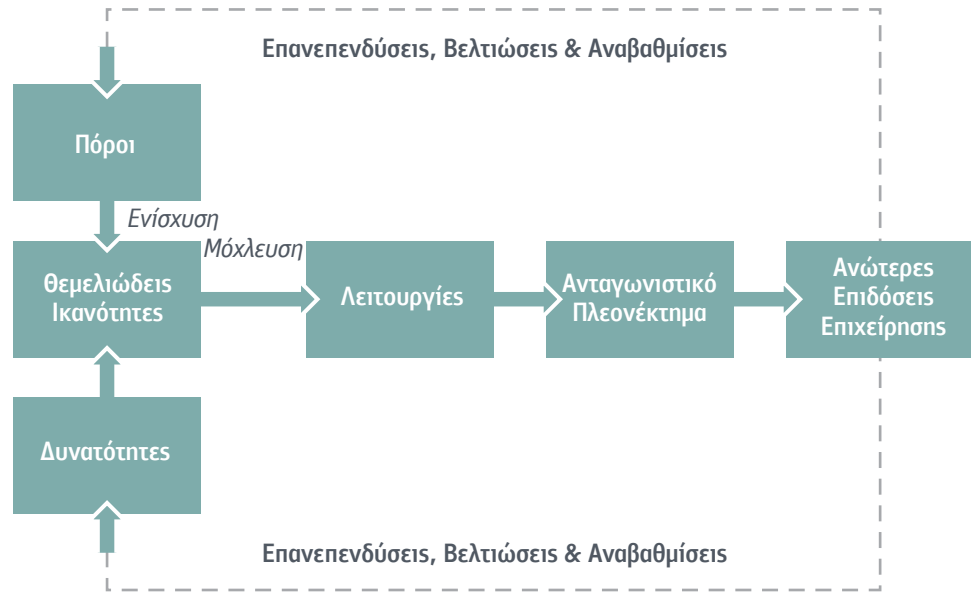 Επανεπενδύσεις, Βελτιώσεις & Αναβαθμίσεις
Πόροι
Ενίσχυση
Μόχλευση
Θεμελιώδεις
Ικανότητες
Λειτουργίες
Ανταγωνιστικό
Πλεονέκτημα
Ανώτερες
Επιδόσεις
Επιχείρησης
Δυνατότητες
Επανεπενδύσεις, Βελτιώσεις & Αναβαθμίσεις